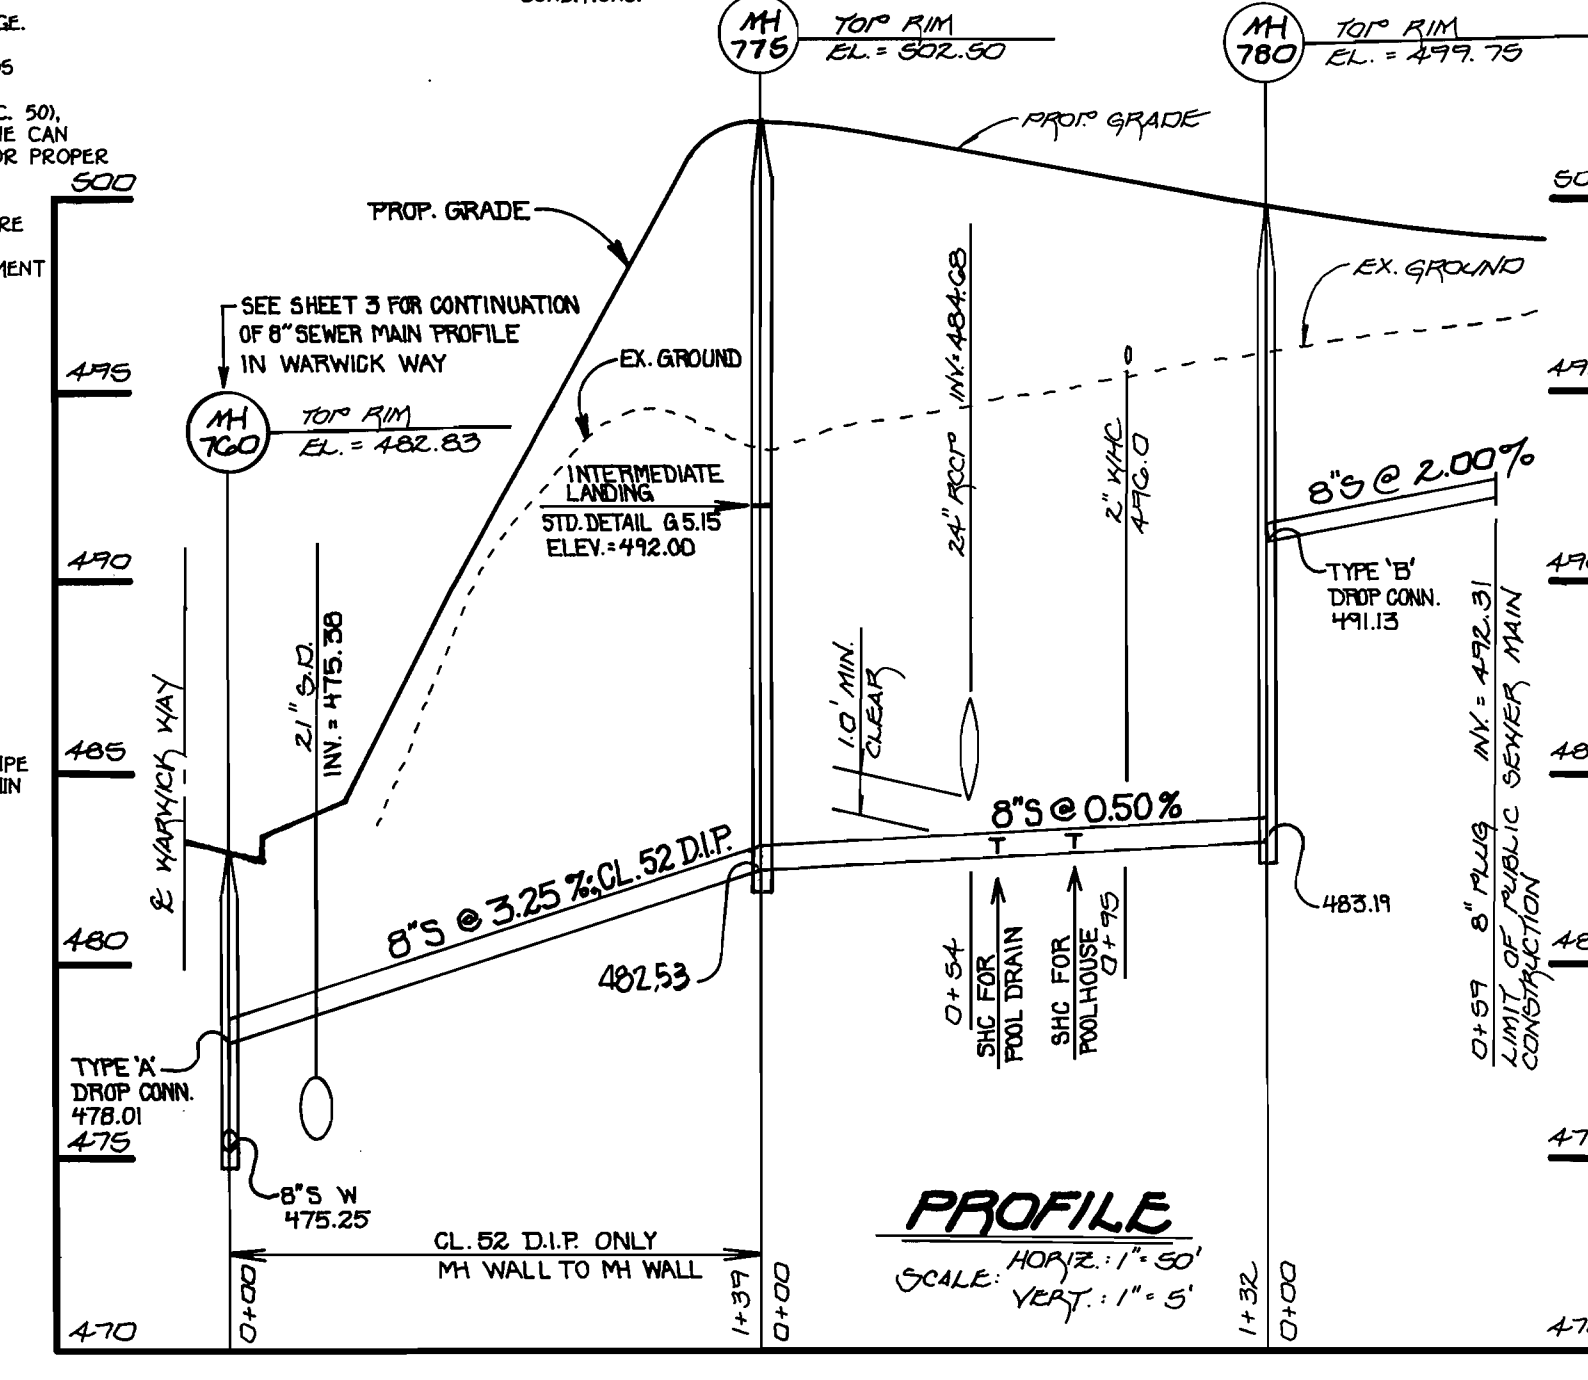 GE.
C. 50),
HE CAN
OR PROPER
MENT
MH
775
TOP RIM
EL. = 502.50
MH
780
TOP RIM
EL. = 499.75
PROP. GRADE
500
PROP. GRADE
SEE SHEET 3 FOR CONTINUATION
OF 8" SEWER MAIN PROFILE
IN WARWICK WAY
EX. GROUND
EX. GROUND
495
MH
760
TOP RIM
EL. = 482.83
INTERMEDIATE
LANDING
STD. DETAIL G 5.15
ELEV. = 492.00
24" RCCP INV. = 484.68
2" WHC
496.0
8"S @ 2.00%
490
TYPE 'B'
DROP CONN.
491.13
21" S.D.
INV. = 475.38
1.0' MIN.
CLEAR
℄ WARWICK WAY
485
8"S @ 0.50%
8"S @ 3.25 %; CL. 52 D.I.P.
0+59 8" PLUG INV. = 492.31
LIMIT OF PUBLIC SEWER MAIN
CONSTRUCTION
483.19
480
482.53
0+54
SHC FOR
POOL DRAIN
SHC FOR
POOLHOUSE
0+95
TYPE 'A'
DROP CONN.
478.01
475
8"S W
475.25
CL. 52 D.I.P. ONLY
MH WALL TO MH WALL
PROFILE
SCALE: HORIZ.: 1" = 50'
VERT.: 1" = 5'
470
0+00
1+39
0+00
1+32
0+00